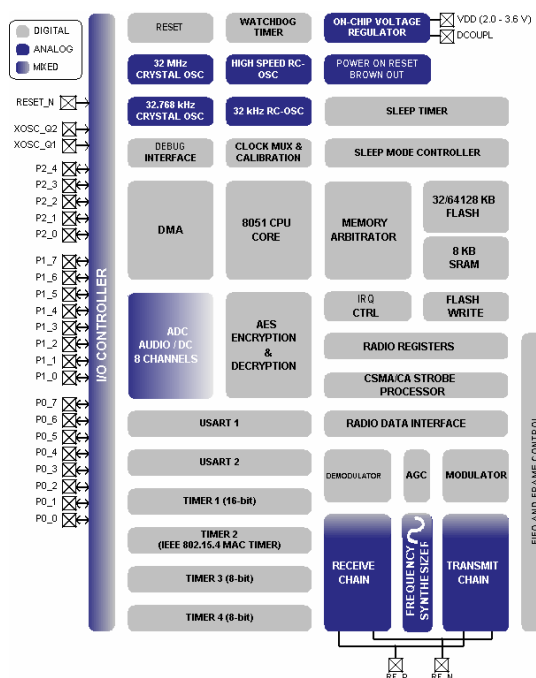 DIGITAL
ANALOG
MIXED
RESET
WATCHDOG
TIMER
ON-CHIP VOLTAGE
REGULATOR
VDD (2.0 - 3.6 V)
DCOUPL
32 MHz
CRYSTAL OSC
HIGH SPEED RC-
OSC
POWER ON RESET
BROWN OUT
RESET_N
32.768 kHz
CRYSTAL OSC
32 kHz RC-OSC
SLEEP TIMER
XOSC_Q2
XOSC_Q1
DEBUG
INTERFACE
CLOCK MUX &
CALIBRATION
SLEEP MODE CONTROLLER
P2_4
P2_3
P2_2
P2_1
P2_0
DMA
8051 CPU
CORE
MEMORY
ARBITRATOR
32/64128 KB
FLASH
8 KB
SRAM
P1_7
P1_6
P1_5
P1_4
P1_3
P1_2
P1_1
P1_0
I/O CONTROLLER
ADC
AUDIO / DC
8 CHANNELS
AES
ENCRYPTION
&
DECRYPTION
IRQ
CTRL
FLASH
WRITE
RADIO REGISTERS
CSMA/CA STROBE
PROCESSOR
P0_7
P0_6
P0_5
P0_4
P0_3
P0_2
P0_1
P0_0
USART 1
RADIO DATA INTERFACE
USART 2
DEMODULATOR
AGC
MODULATOR
FIFO AND FRAME CONTROL
TIMER 1 (16-bit)
TIMER 2
(IEEE 802.15.4 MAC TIMER)
TIMER 3 (8-bit)
TIMER 4 (8-bit)
RECEIVE
CHAIN
FREQUENCY
SYNTHESIZER
TRANSMIT
CHAIN
RF_P
RF_N